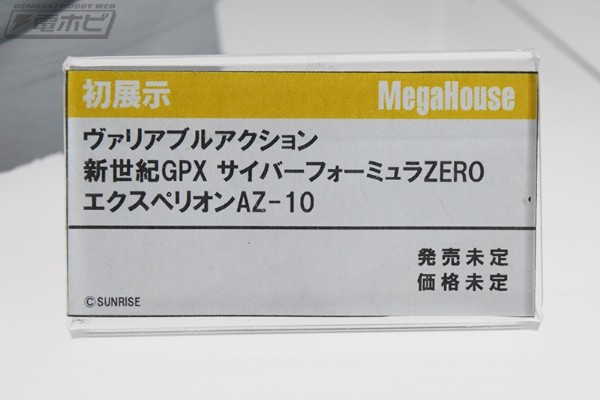 DENGEKI HOBBY WEB
電ホビ
初展示 MegaHouse
ヴァリアブルアクション
新世紀GPX サイバーフォーミュラZERO
エクスペリオンAZ-10
発売未定
価格未定
©SUNRISE